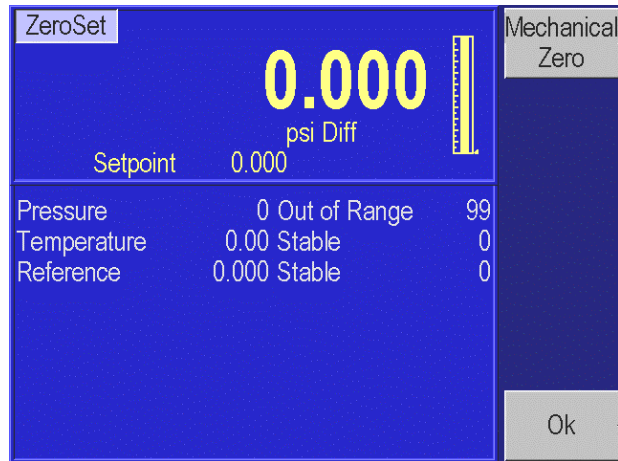 ZeroSet
0.000
psi Diff
Setpoint 0.000
Pressure 0 Out of Range 99
Temperature 0.00 Stable 0
Reference 0.000 Stable 0
Mechanical
Zero
Ok